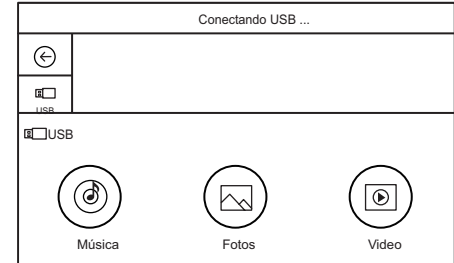 Conectando USB ...
USB
USB
Música
Fotos
Video